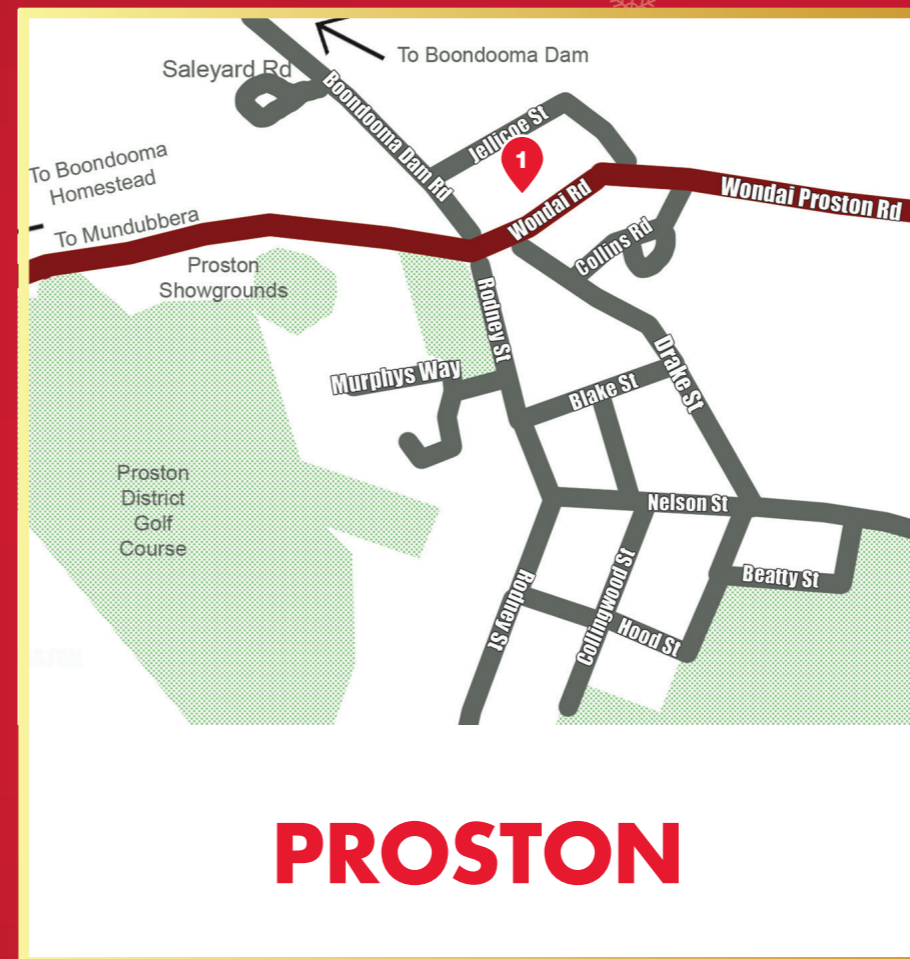 To Boondooma Dam
Saleyard Rd
Boondooma Dam Rd
Jellicoe St
1
To Boondooma
Homestead
Wondai Proston Rd
Wondai Rd
To Mundubbera
Collins Rd
Proston
Showgrounds
Rodney St
Drake St
Murphys Way
Blake St
Proston
District
Golf
Course
Nelson St
Beatty St
Rodney St
Collingwood St
Hood St
PROSTON